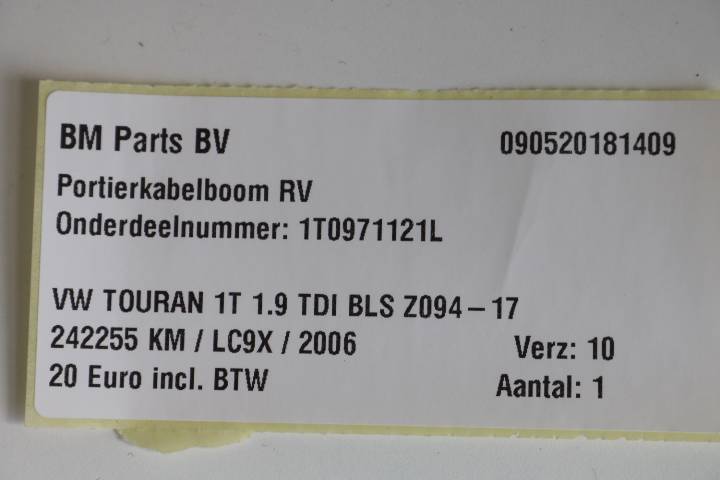 BM Parts BV 090520181409
Portierkabelboom RV
Onderdeelnummer: 1T0971121L
VW TOURAN 1T 1.9 TDI BLS Z094-17
242255 KM / LC9X / 2006 Verz: 10
20 Euro incl. BTW Aantal: 1